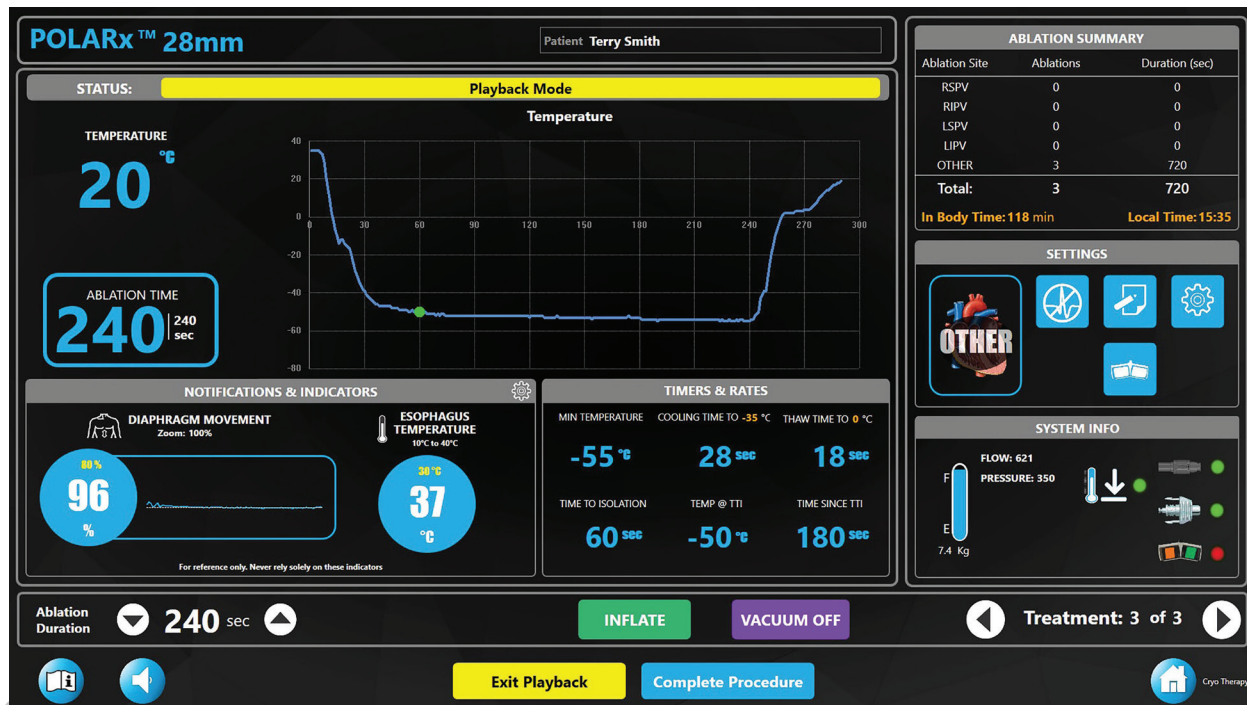 POLARx™ 28mm
Patient Terry Smith
STATUS: Playback Mode
TEMPERATURE
20 °C
ABLATION TIME
240 240 sec
Temperature
40
20
0
-20
-40
-60
-80
0 30 60 90 120 150 180 210 240 270 300
NOTIFICATIONS & INDICATORS
DIAPHRAGM MOVEMENT
Zoom: 100%
96
%
ESOPHAGUS
TEMPERATURE
10°C to 40°C
30 °C
37
°C
For reference only. Never rely solely on these indicators
TIMERS & RATES
MIN TEMPERATURE COOLING TIME TO -35 °C THAW TIME TO 0 °C
-55 °C 28 sec 18 sec
TIME TO ISOLATION TEMP @ TTI TIME SINCE TTI
60 sec -50 °C 180 sec
ABLATION SUMMARY
Ablation Site Ablations Duration (sec)
RSPV 0 0
RIPV 0 0
LSPV 0 0
LIPV 0 0
OTHER 3 720
Total: 3 720
In Body Time: 118 min Local Time: 15:35
SETTINGS
OTHER
SYSTEM INFO
FLOW: 621
PRESSURE: 350
F
E
7.4 Kg
Ablation
Duration
240 sec
INFLATE
VACUUM OFF
Treatment: 3 of 3
Exit Playback
Complete Procedure
Cryo Therapy